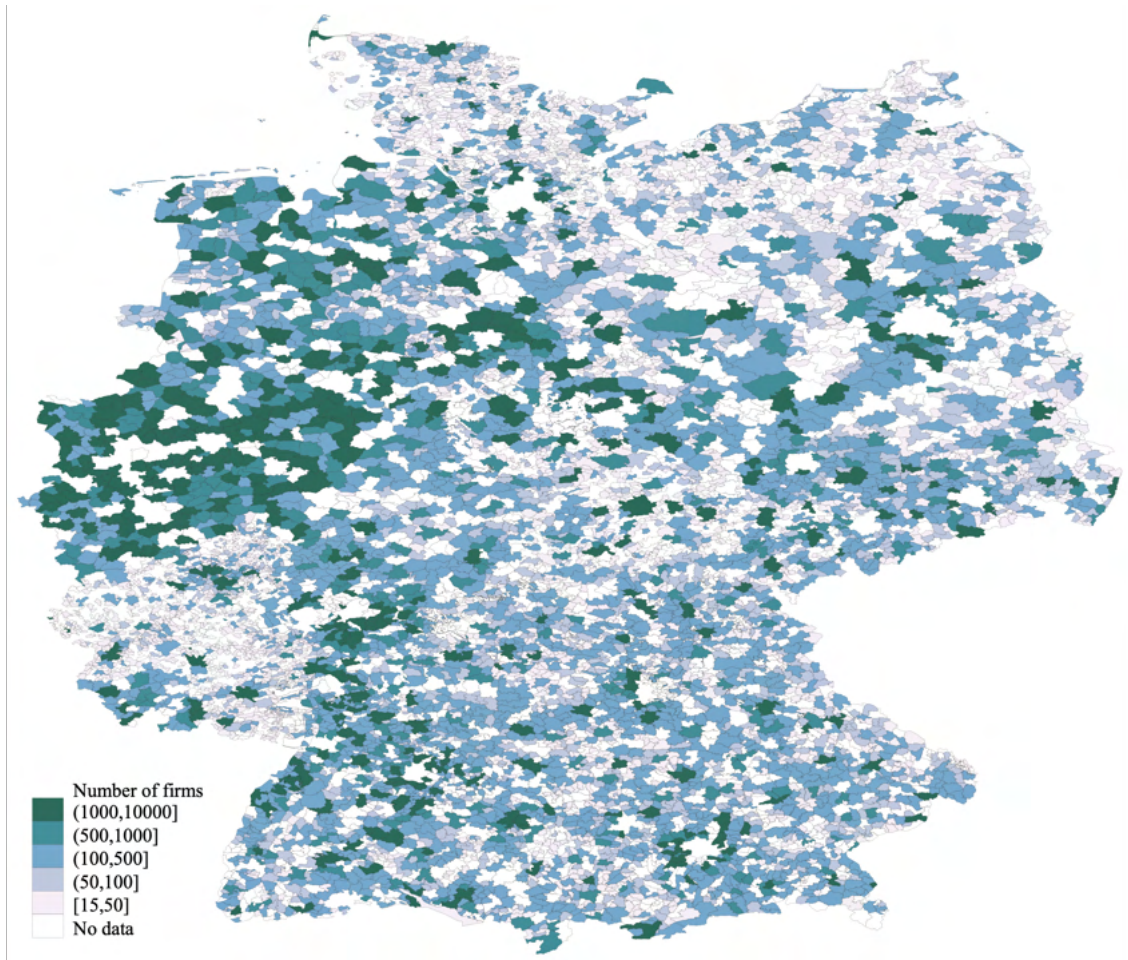 Number of firms
(1000,10000]
(500,1000]
(100,500]
(50,100]
[15,50]
No data